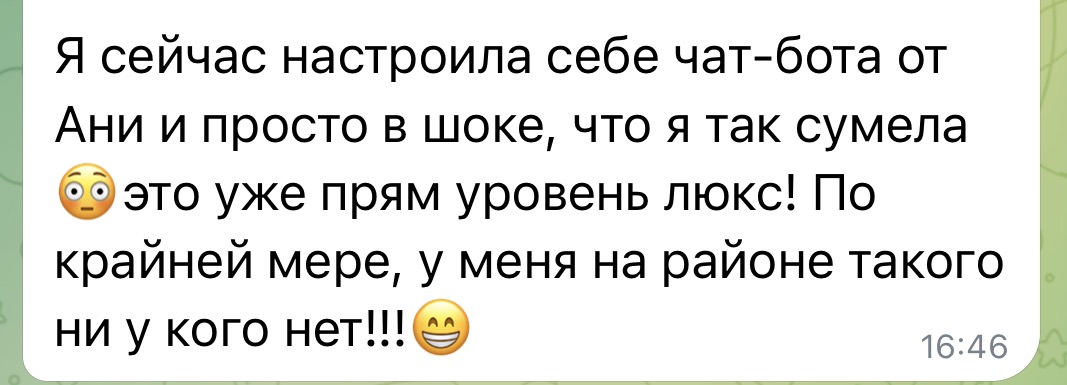 Я сейчас настроила себе чат-бота от
Ани и просто в шоке, что я так сумела
😳это уже прям уровень люкс! По
крайней мере, у меня на районе такого
ни у кого нет!!!😁
16:46